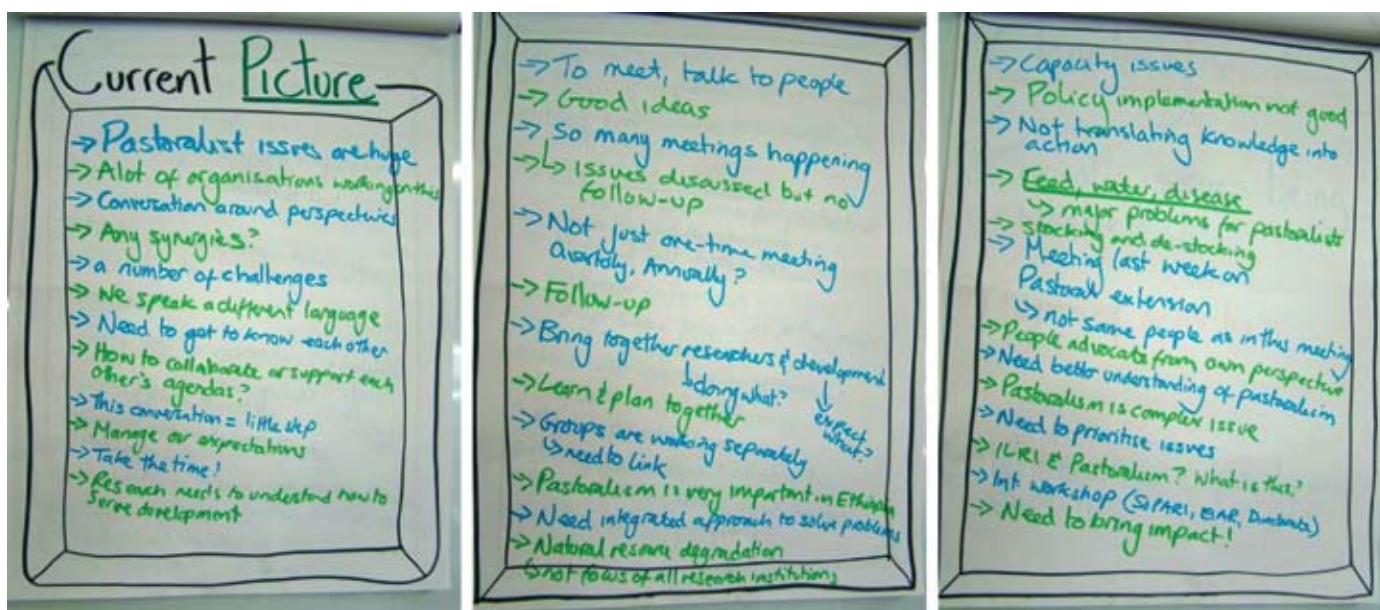 Current Picture
→ Pastoralist issues are huge
→ Alot of organisations working on this
→ Conversation around perspectives
→ Any synergies?
→ a number of challenges
→ We speak a different language
→ Need to get to know each other
→ How to collaborate or support each
other's agendas?
→ This conversation = little step
→ Manage our expectations
→ Take the time!
→ Research needs to understand how to
serve development
→ To meet, talk to people
→ Good ideas
→ So many meetings happening
→ ↳ Issues discussed but no
follow-up
→ Not just one-time meeting
Quartely, Annually?
→ Follow-up
→ Bring together researchers & development
↳ doing what?
↓ expect
what?
→ Learn & plan together
→ Groups are working separately
↳ need to link
→ Pastoralism is very important in Ethiopia
→ Need integrated approach to solve problems
→ Natural resource degradation
↳ not focus of all research institutions
→ Capacity issues
→ Policy implementation not good
→ Not translating knowledge into
action
→ Feed, water, disease
↳ major problems for pastoralists
→ stocking and de-stocking
→ Meeting last week on
Pastoral extension
↳ not same people as in this meeting
→ People advocate from own perspective
→ Need better understanding of pastoralism
→ Pastoralism is complex issue
→ Need to prioritise issues
→ ILRI & Pastoralism? What is this?
→ Int. workshop (SoPARI, EIAR, Directorate)
→ Need to bring impact!